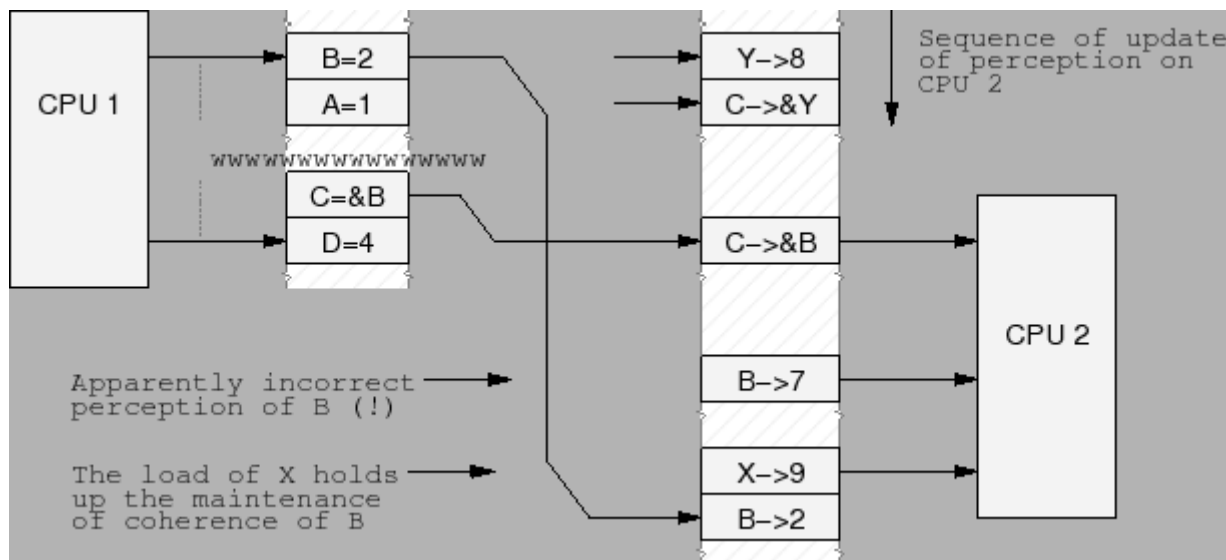 CPU 1
B=2
A=1
wwwwwwwwwwwwwwww
C=&B
D=4
Y->8
C->&Y
C->&B
B->7
X->9
B->2
Sequence of update
of perception on
CPU 2
CPU 2
Apparently incorrect
perception of B (!)
The load of X holds
up the maintenance
of coherence of B